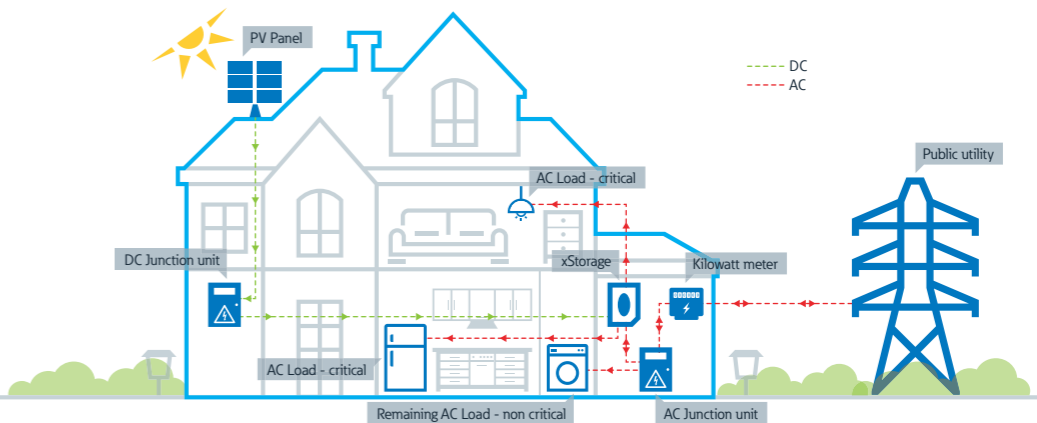 PV Panel
DC
AC
Public utility
AC Load - critical
DC Junction unit
xStorage
Kilowatt meter
AC Load - critical
Remaining AC Load - non critical
AC Junction unit